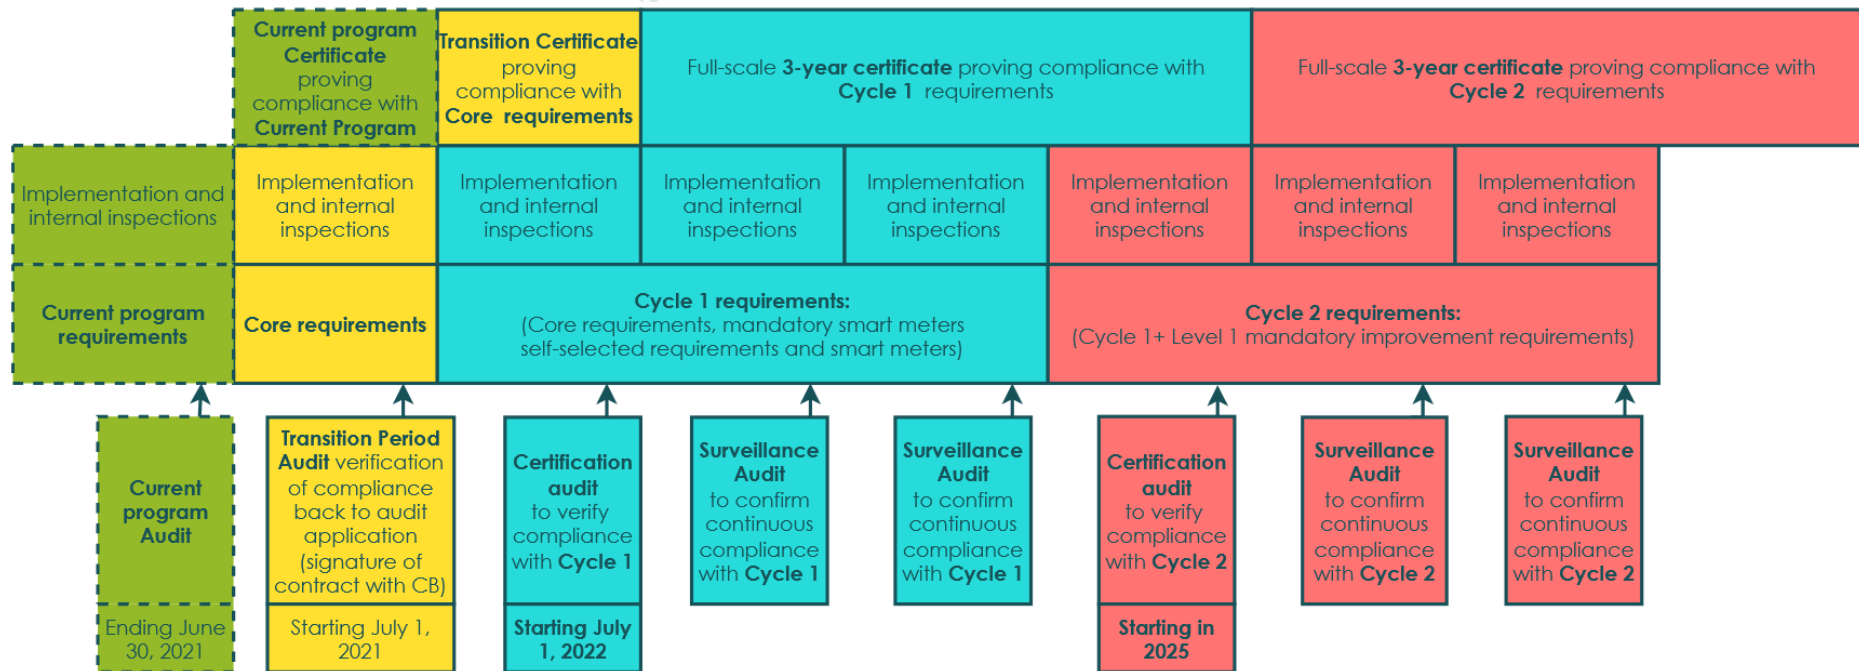 Current program
Certificate
proving
compliance with
Current Program
Transition Certificate
proving
compliance with
Core requirements
Full-scale 3-year certificate proving compliance with
Cycle 1 requirements
Full-scale 3-year certificate proving compliance with
Cycle 2 requirements
Implementation and
internal inspections
Implementation
and internal
inspections
Implementation
and internal
inspections
Implementation
and internal
inspections
Implementation
and internal
inspections
Implementation
and internal
inspections
Implementation
and internal
inspections
Implementation
and internal
inspections
Current program
requirements
Core requirements
Cycle 1 requirements:
(Core requirements, mandatory smart meters
self-selected requirements and smart meters)
Cycle 2 requirements:
(Cycle 1+ Level 1 mandatory improvement requirements)
Current
program
Audit
Transition Period
Audit verification
of compliance
back to audit
application
(signature of
contract with CB)
Certification
audit
to verify
compliance
with Cycle 1
Surveillance
Audit
to confirm
continuous
compliance
with Cycle 1
Surveillance
Audit
to confirm
continuous
compliance
with Cycle 1
Certification
audit
to verify
compliance
with Cycle 2
Surveillance
Audit
to confirm
continuous
compliance
with Cycle 2
Surveillance
Audit
to confirm
continuous
compliance
with Cycle 2
Ending June
30, 2021
Starting July 1,
2021
Starting July
1, 2022
Starting in
2025